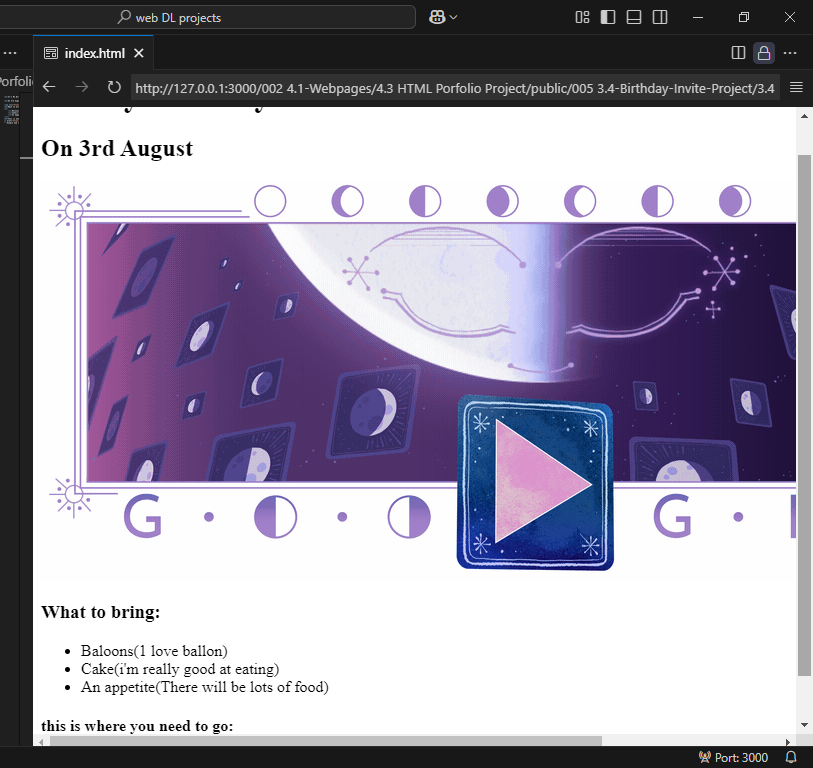 web DL projects
index.html
Porfolio
http://127.0.0.1:3000/002 4.1-Webpages/4.3 HTML Porfolio Project/public/005 3.4-Birthday-Invite-Project/3.4
On 3rd August
G G
What to bring:
Baloons(1 love ballon)
Cake(i'm really good at eating)
An appetite(There will be lots of food)
this is where you need to go:
Port: 3000